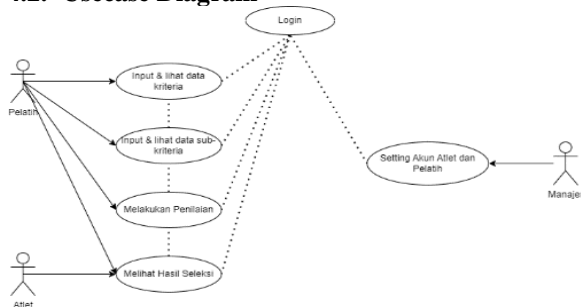 4.2. Usecase Diagram
Login
Input & lihat data
kriteria
Pelatih
Input & lihat data sub-
kriteria
Setting Akun Atlet dan
Pelatih
Manaje
Melakukan Penilaian
Melihat Hasil Seleksi
Atlet